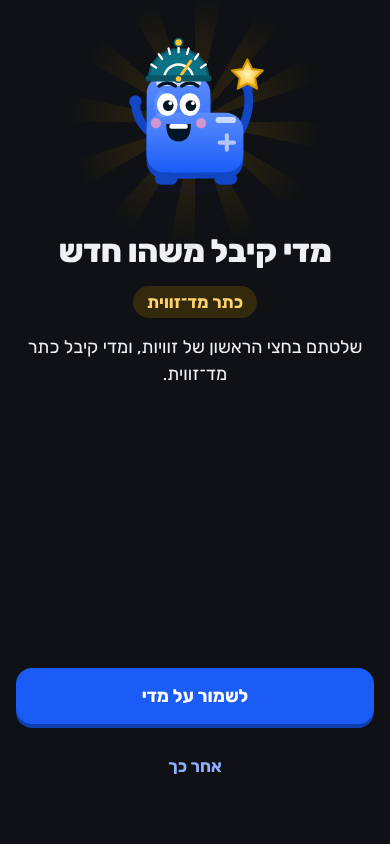 מדי קיבל משהו חדש
כתר מד־זווית
שלטתם בחצי הראשון של זוויות, ומדי קיבל כתר
מד־זווית.
לשמור על מדי
אחר כך